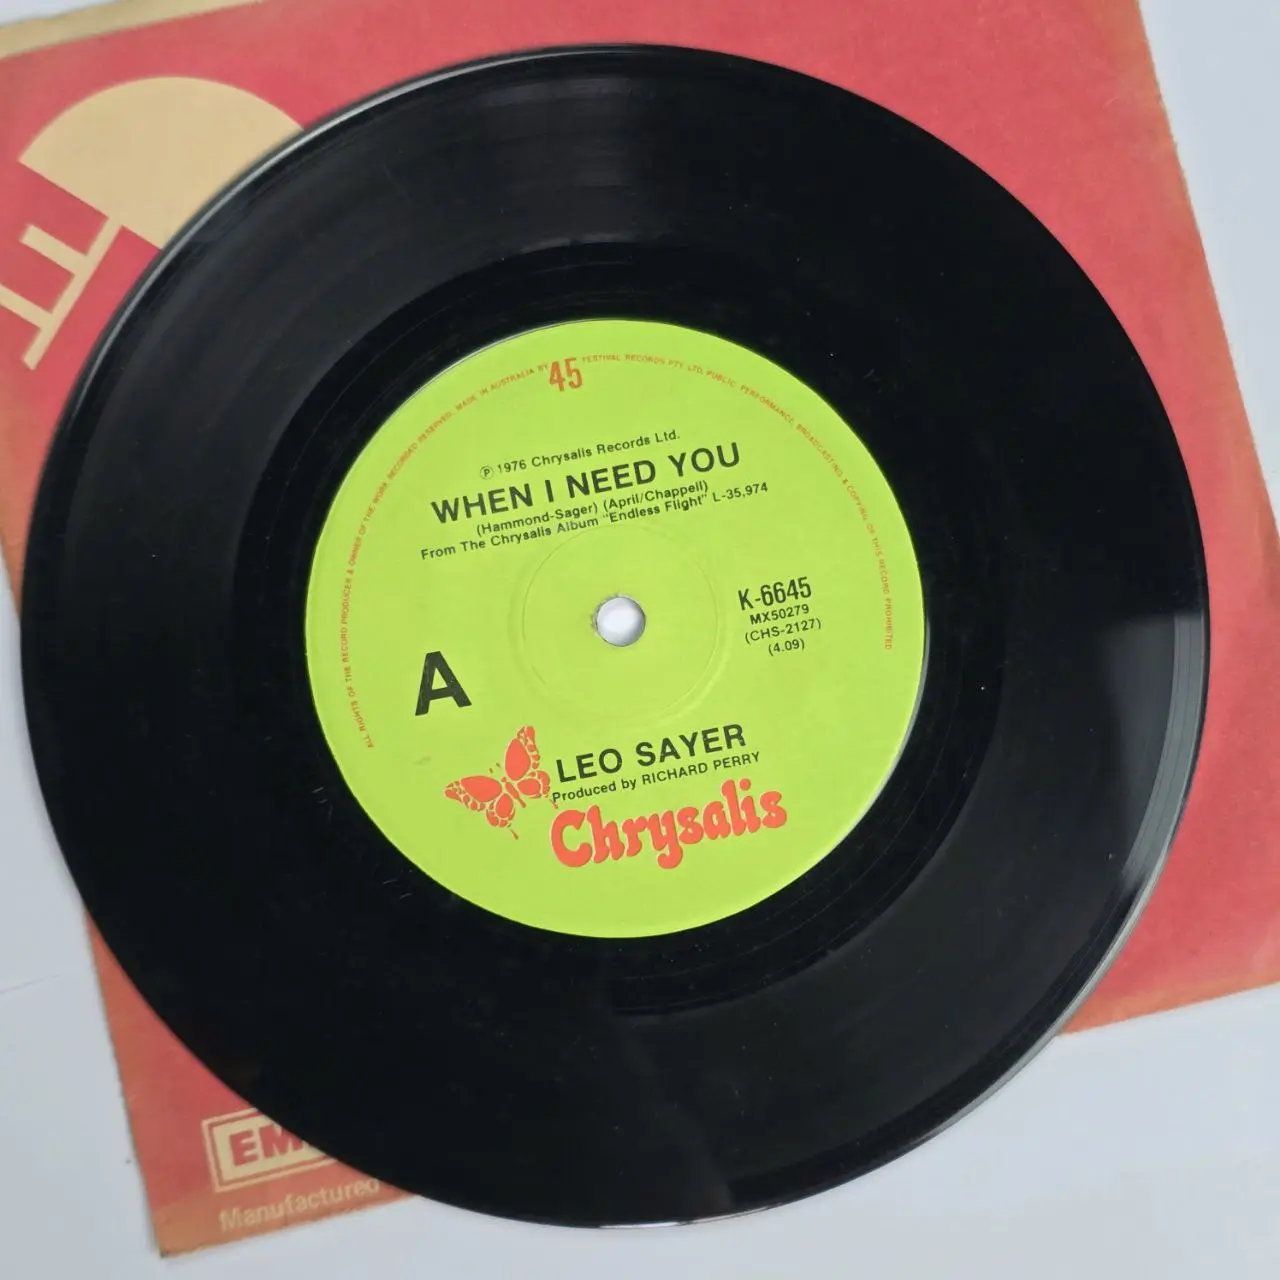 45
ALL RIGHTS OF THE RECORD PRODUCER & OWNER OF THE WORK RECORDED RESERVED. MADE IN AUSTRALIA BY FESTIVAL RECORDS PTY. LTD. PUBLIC PERFORMANCE, BROADCASTING & COPYING OF THIS RECORD PROHIBITED
℗ 1976 Chrysalis Records Ltd.
WHEN I NEED YOU
(Hammond-Sager) (April/Chappell)
From The Chrysalis Album "Endless Flight" L-35,974
K-6645
MX50279
(CHS-2127)
(4.09)
A
LEO SAYER
Produced by RICHARD PERRY
Chrysalis
Manufactured